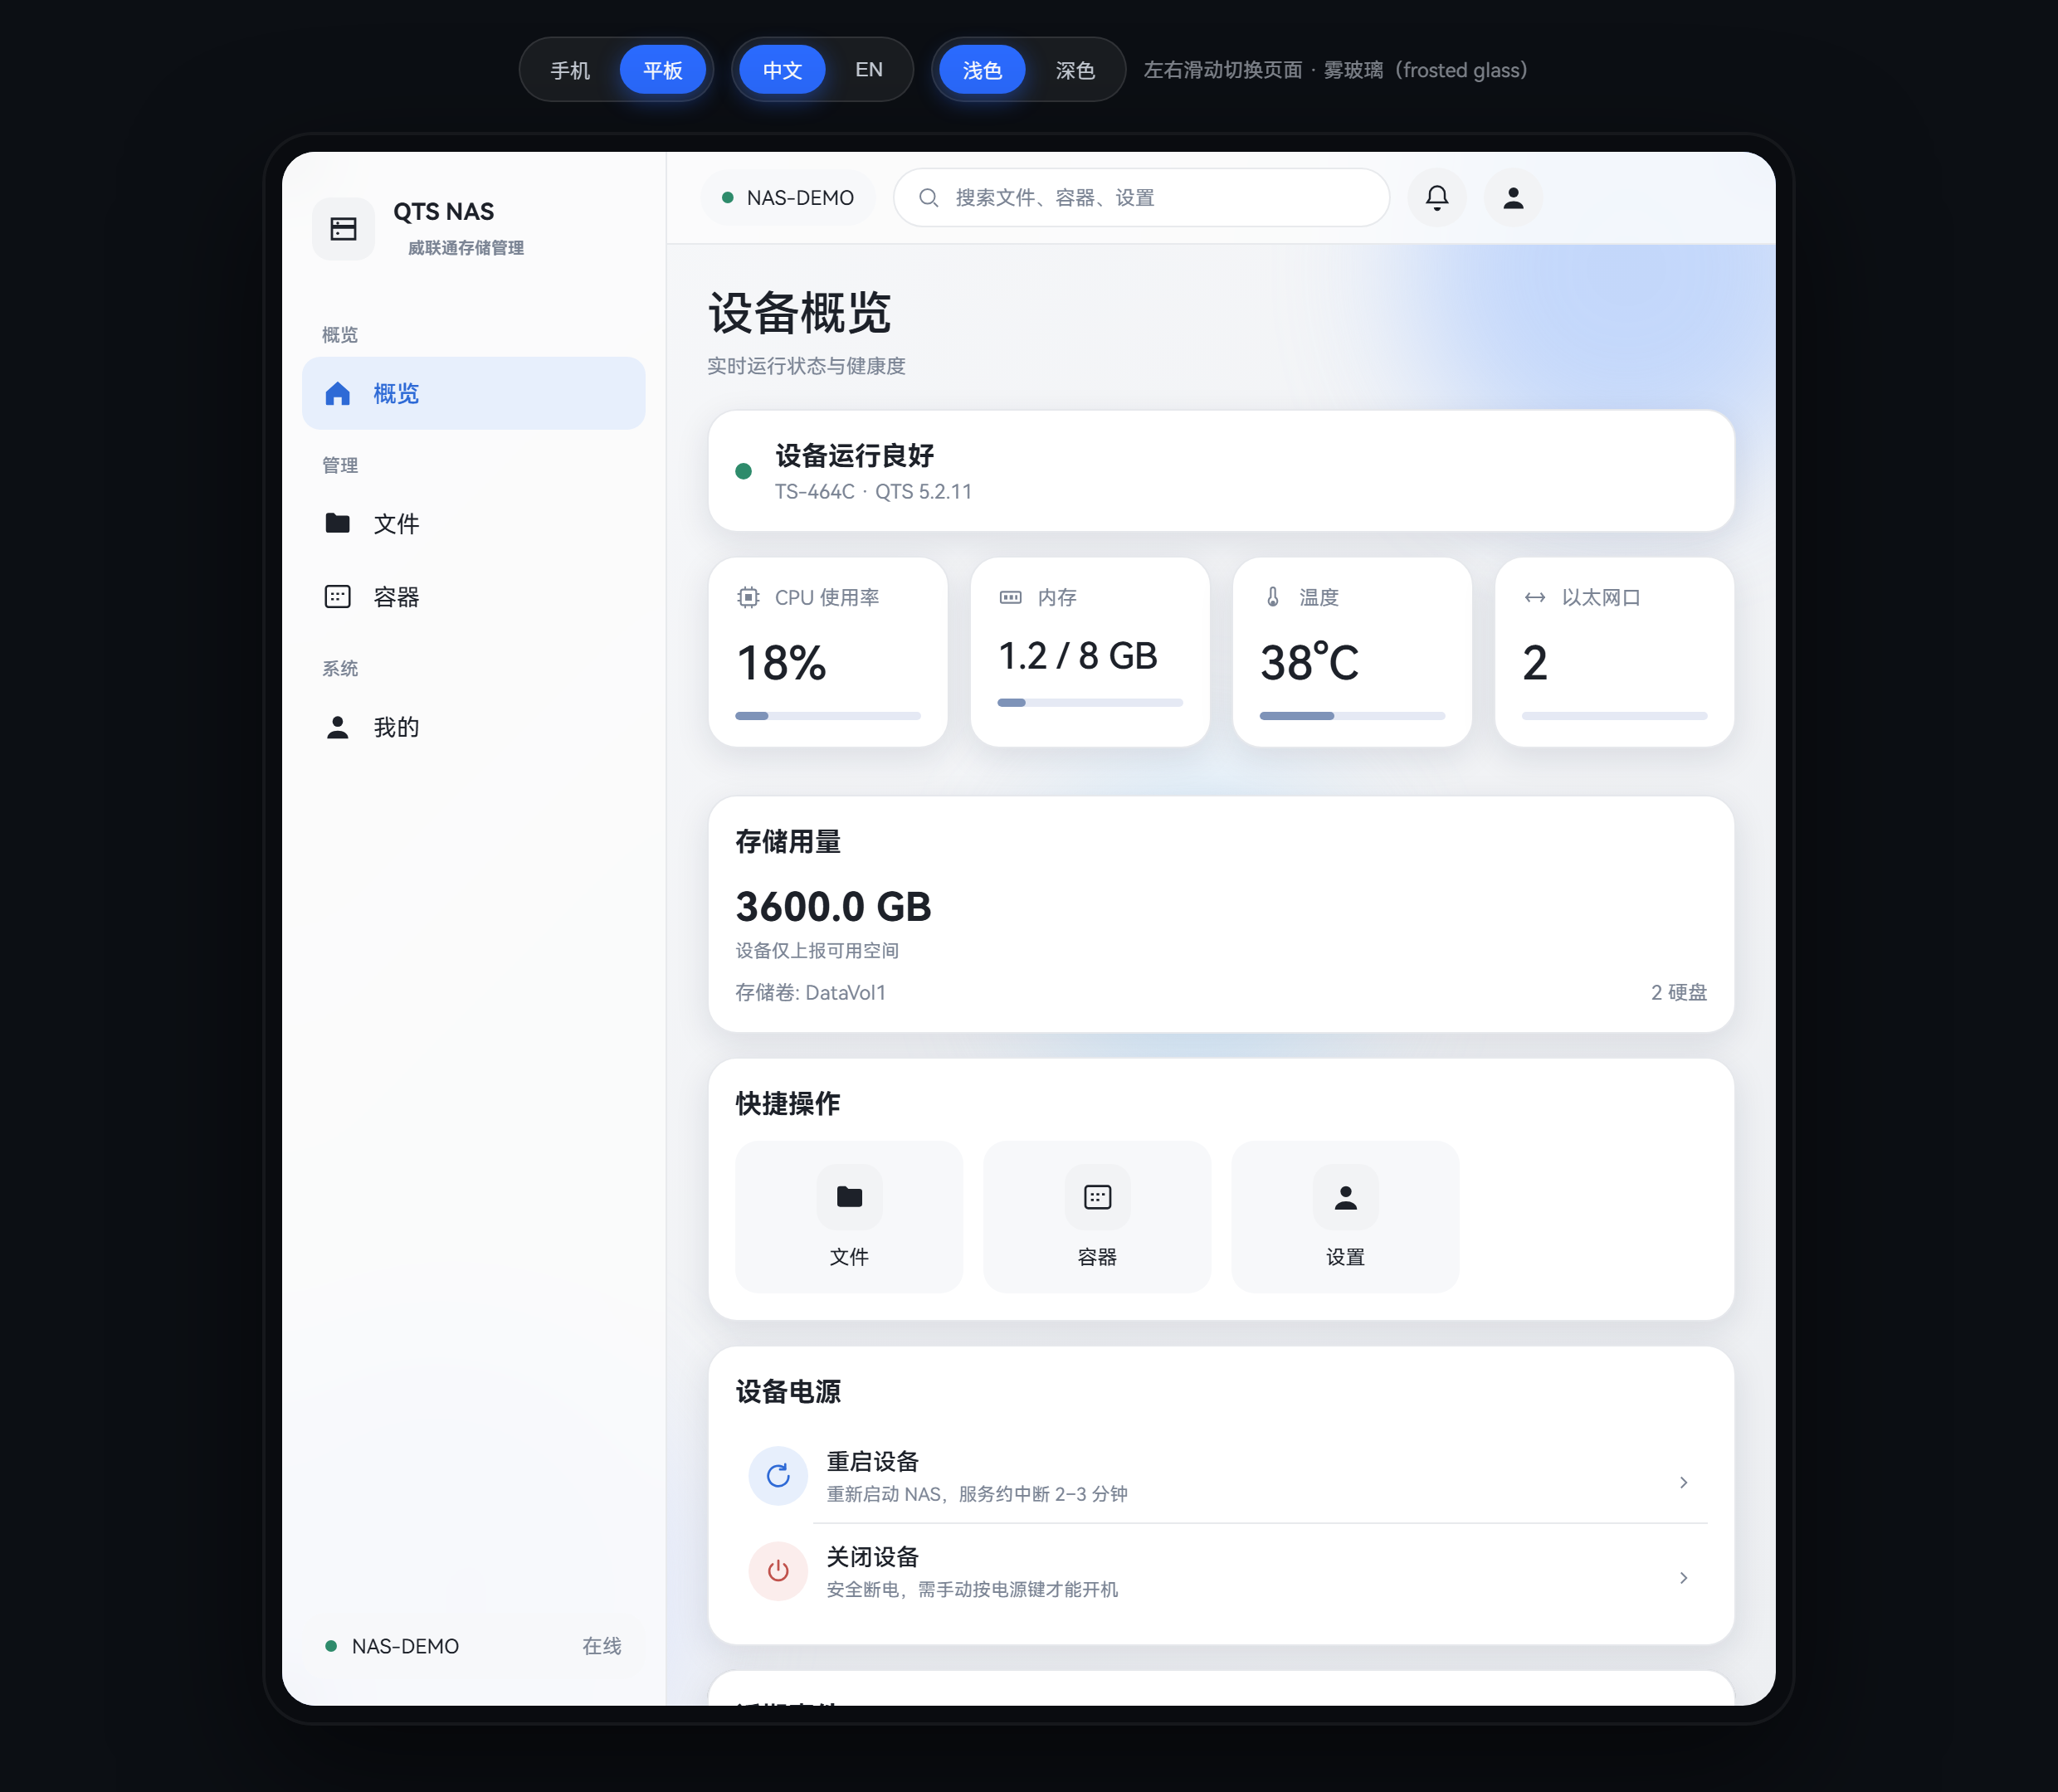 手机 平板 中文 EN 浅色 深色 左右滑动切换页面 · 雾玻璃（frosted glass）
QTS NAS
威联通存储管理
NAS-DEMO 搜索文件、容器、设置
概览
概览
管理
文件
容器
系统
我的
NAS-DEMO 在线
设备概览
实时运行状态与健康度
设备运行良好
TS-464C · QTS 5.2.11
CPU 使用率 内存 温度 以太网口
18% 1.2 / 8 GB 38°C 2
存储用量
3600.0 GB
设备仅上报可用空间
存储卷: DataVol1 2 硬盘
快捷操作
文件 容器 设置
设备电源
重启设备
重新启动 NAS，服务约中断 2–3 分钟
关闭设备
安全断电，需手动按电源键才能开机